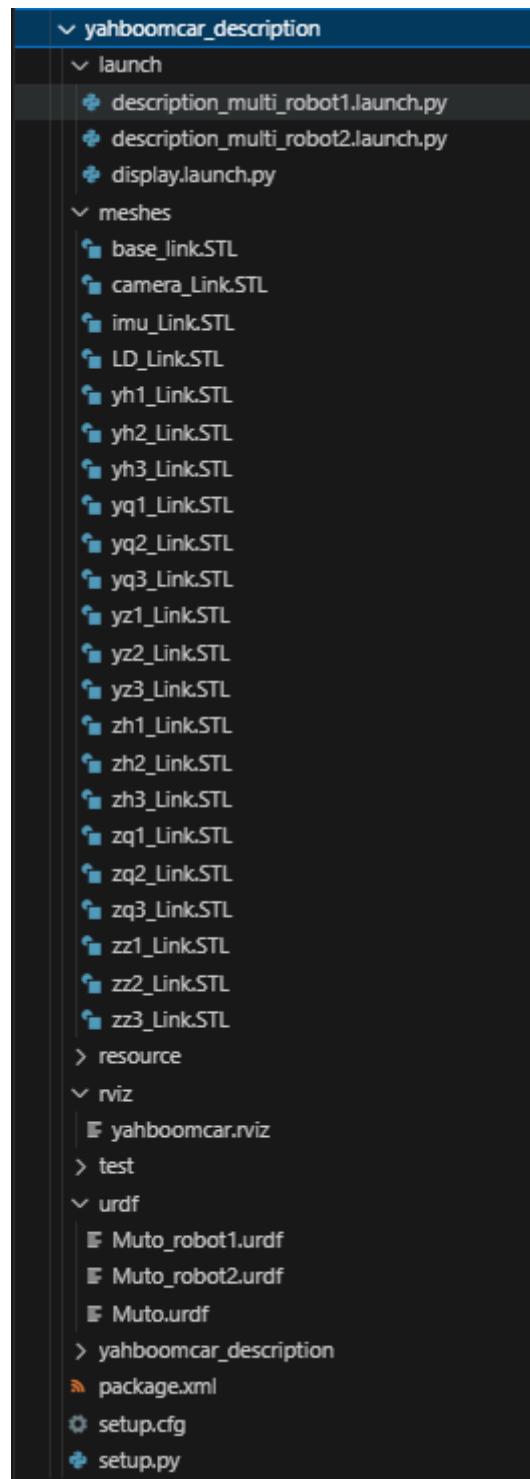 yahboomcar_description
launch
description_multi_robot1.launch.py
description_multi_robot2.launch.py
display.launch.py
meshes
base_link.STL
camera_Link.STL
imu_Link.STL
LD_Link.STL
yh1_Link.STL
yh2_Link.STL
yh3_Link.STL
yq1_Link.STL
yq2_Link.STL
yq3_Link.STL
yz1_Link.STL
yz2_Link.STL
yz3_Link.STL
zh1_Link.STL
zh2_Link.STL
zh3_Link.STL
zq1_Link.STL
zq2_Link.STL
zq3_Link.STL
zz1_Link.STL
zz2_Link.STL
zz3_Link.STL
resource
rviz
yahboomcar.rviz
test
urdf
Muto_robot1.urdf
Muto_robot2.urdf
Muto.urdf
yahboomcar_description
package.xml
setup.cfg
setup.py